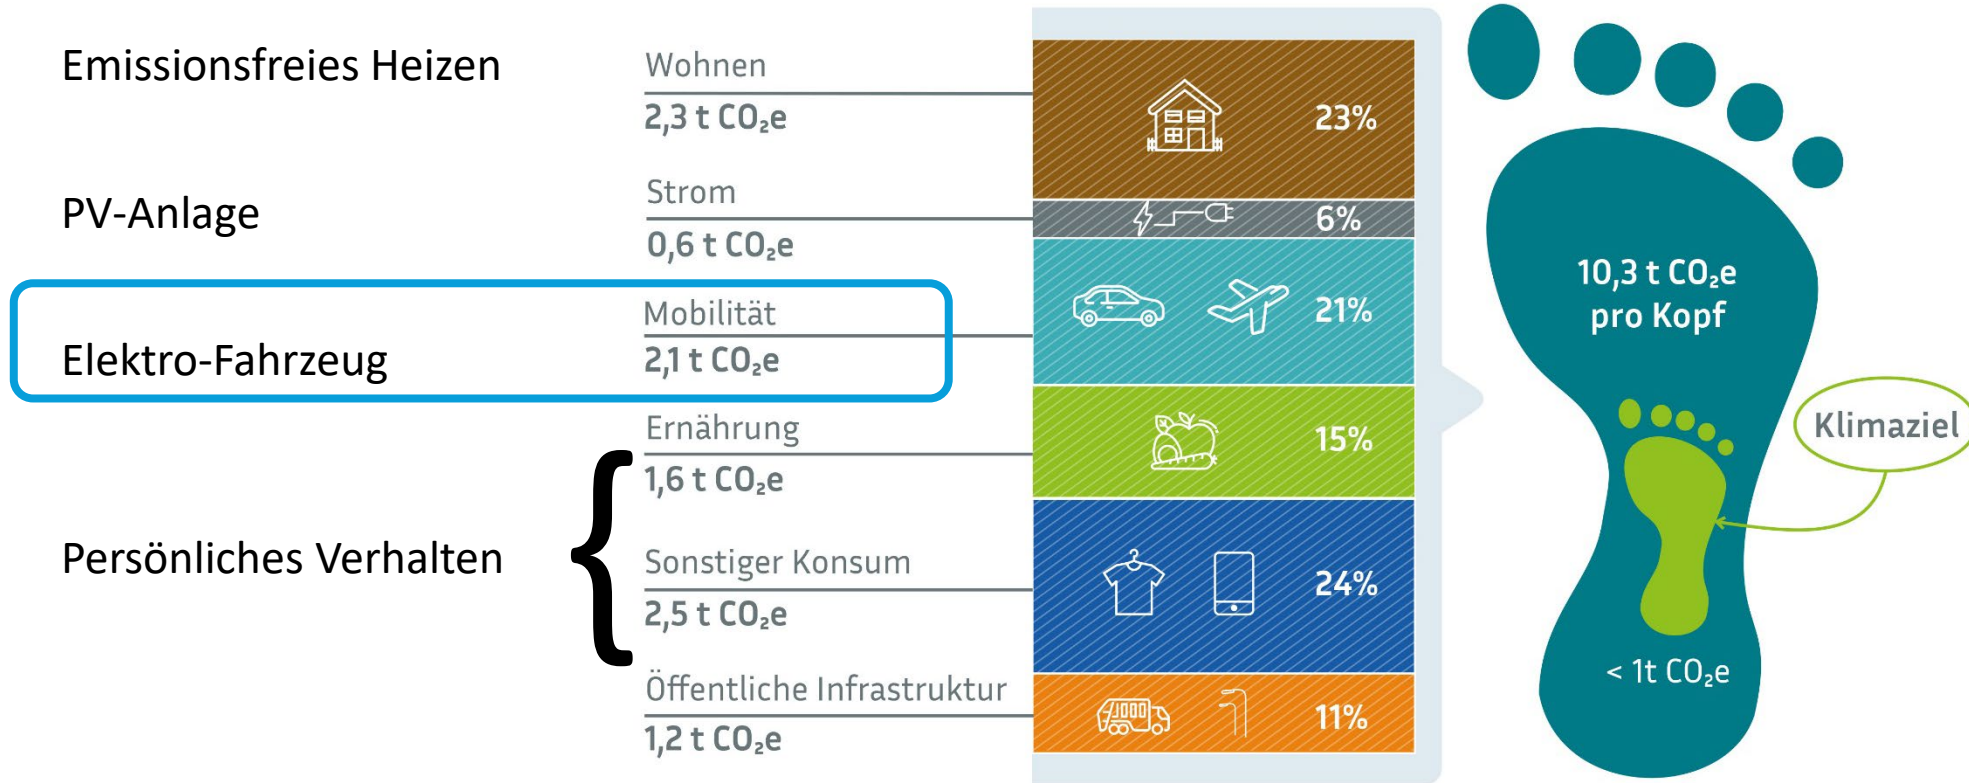 Emissionsfreies Heizen
Wohnen
2,3 t CO₂e
23%
PV-Anlage
Strom
0,6 t CO₂e
6%
Elektro-Fahrzeug
Mobilität
2,1 t CO₂e
21%
Ernährung
1,6 t CO₂e
15%
Persönliches Verhalten
{
Sonstiger Konsum
2,5 t CO₂e
24%
Öffentliche Infrastruktur
1,2 t CO₂e
11%
10,3 t CO₂e
pro Kopf
Klimaziel
< 1t CO₂e